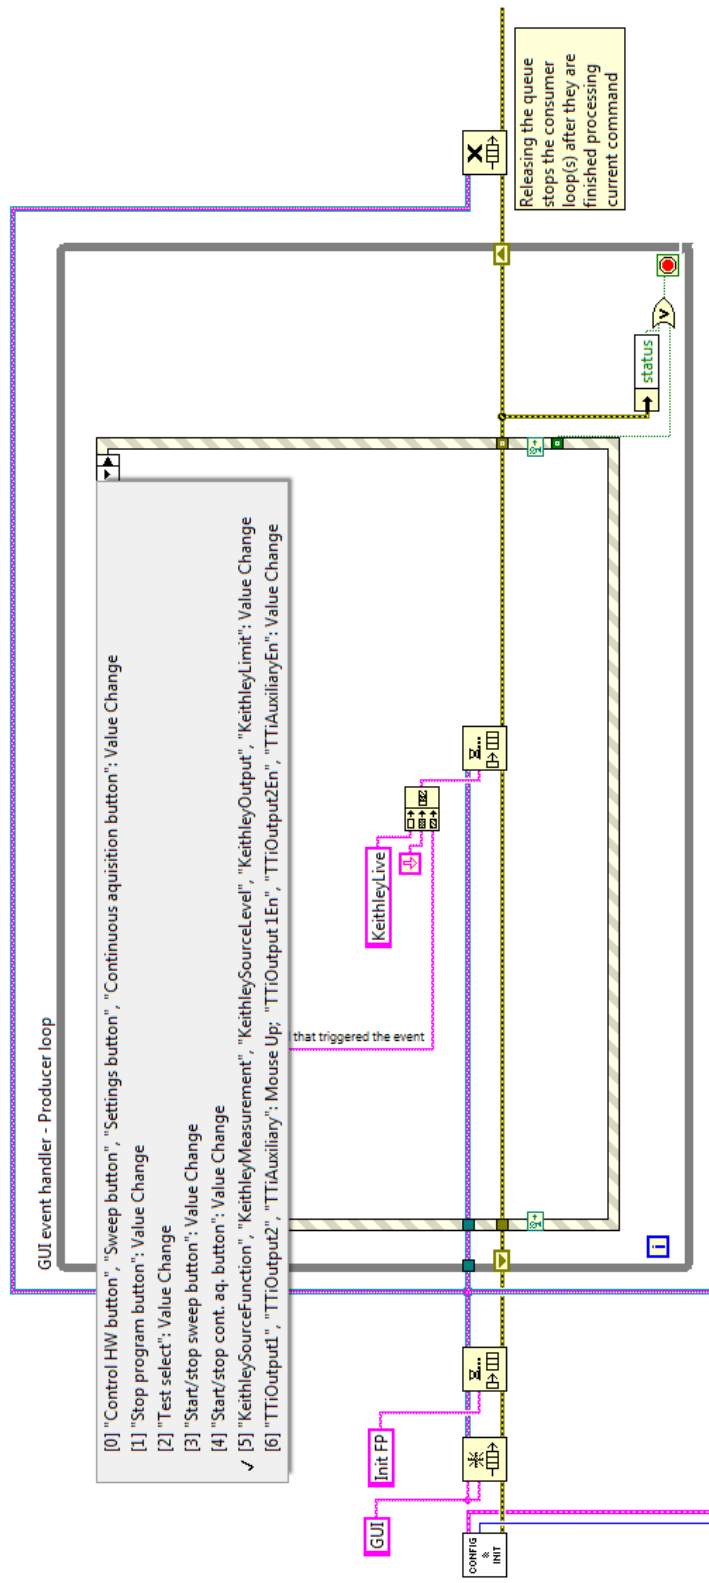 GUI event handler - Producer loop
[0] "Control HW button", "Sweep button", "Settings button", "Continuous aquisition button": Value Change
[1] "Stop program button": Value Change
[2] "Test select": Value Change
[3] "Start/stop sweep button": Value Change
[4] "Start/stop cont. aq. button": Value Change
✓ [5] "KeithleySourceFunction", "KeithleyMeasurement", "KeithleySourceLevel", "KeithleyOutput", "KeithleyLimit": Value Change
[6] "TTiOutput1", "TTiOutput2", "TTiAuxiliary": Mouse Up; "TTiOutput 1En", "TTiOutput2En", "TTiAuxiliaryEn": Value Change
that triggered the event
KeithleyLive
GUI
Init FP
CONFIG
&
INIT
i
status
Releasing the queue
stops the consumer
loop(s) after they are
finished processing
current command